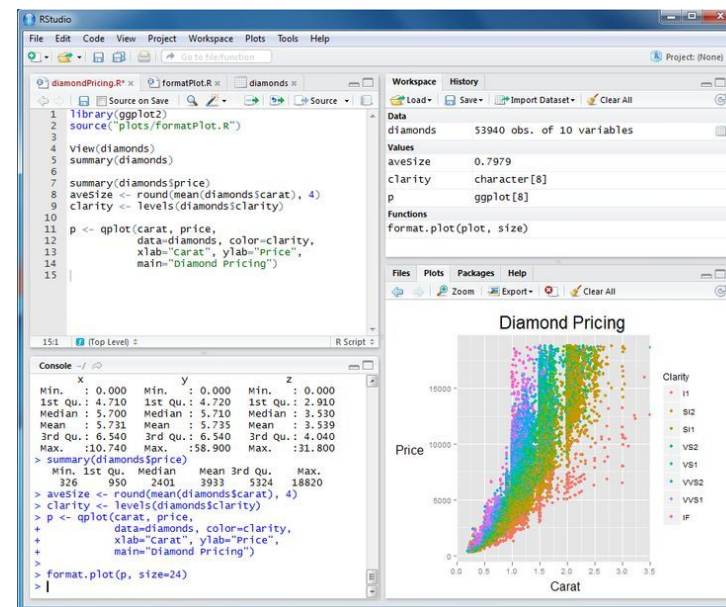 RStudio
File Edit Code View Project Workspace Plots Tools Help
Go to file/function
Project: (None)
diamondPricing.R* formatPlot.R diamonds
Source on Save Source
1 library(ggplot2)
2 source("plots/formatPlot.R")
3
4 View(diamonds)
5 summary(diamonds)
6
7 summary(diamonds$price)
8 aveSize <- round(mean(diamonds$carat), 4)
9 clarity <- levels(diamonds$clarity)
10
11 p <- qplot(carat, price,
12 data=diamonds, color=clarity,
13 xlab="Carat", ylab="Price",
14 main="Diamond Pricing")
15
15:1 (Top Level) R Script
Console ~/
x y z
Min. : 0.000 Min. : 0.000 Min. : 0.000
1st Qu.: 4.710 1st Qu.: 4.720 1st Qu.: 2.910
Median : 5.700 Median : 5.710 Median : 3.530
Mean : 5.731 Mean : 5.735 Mean : 3.539
3rd Qu.: 6.540 3rd Qu.: 6.540 3rd Qu.: 4.040
Max. :10.740 Max. :58.900 Max. :31.800
> summary(diamonds$price)
Min. 1st Qu. Median Mean 3rd Qu. Max.
326 950 2401 3933 5324 18820
> aveSize <- round(mean(diamonds$carat), 4)
> clarity <- levels(diamonds$clarity)
> p <- qplot(carat, price,
+ data=diamonds, color=clarity,
+ xlab="Carat", ylab="Price",
+ main="Diamond Pricing")
>
> format.plot(p, size=24)
>
Workspace History
Load Save Import Dataset Clear All
Data
diamonds 53940 obs. of 10 variables
Values
aveSize 0.7979
clarity character[8]
p ggplot[8]
Functions
format.plot(plot, size)
Files Plots Packages Help
Zoom Export Clear All
Diamond Pricing
Price
15000
10000
5000
0
0.0 0.5 1.0 1.5 2.0 2.5 3.0 3.5
Carat
Clarity
I1
SI2
SI1
VS2
VS1
VVS2
VVS1
IF